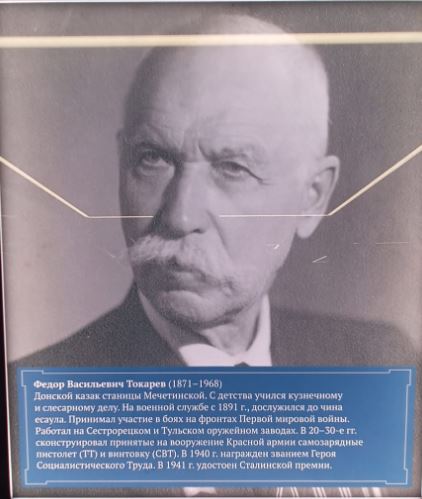 Федор Васильевич Токарев (1871–1968)
Донской казак станицы Мечетинской. С детства учился кузнечному
и слесарному делу. На военной службе с 1891 г., дослужился до чина
есаула. Принимал участие в боях на фронтах Первой мировой войны.
Работал на Сестрорецком и Тульском оружейном заводах. В 20–30-е гг.
сконструировал принятые на вооружение Красной армии самозарядные
пистолет (ТТ) и винтовку (СВТ). В 1940 г. награжден званием Героя
Социалистического Труда. В 1941 г. удостоен Сталинской премии.